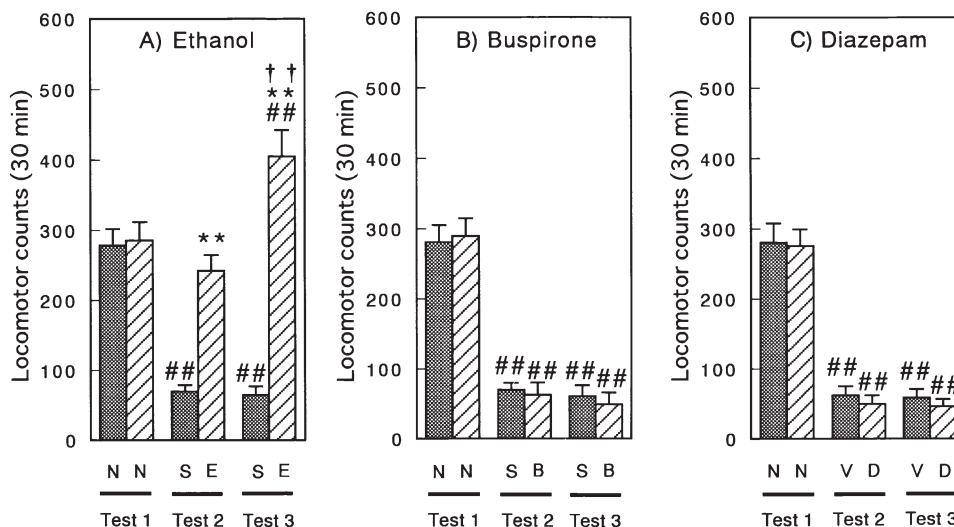 A) Ethanol
Locomotor counts (30 min)
600
500
400
300
200
100
0
† †
* *
##
* *
##
##
N N S E S E
Test 1 Test 2 Test 3
B) Buspirone
Locomotor counts (30 min)
600
500
400
300
200
100
0
## ## ## ##
N N S B S B
Test 1 Test 2 Test 3
C) Diazepam
Locomotor counts (30 min)
600
500
400
300
200
100
0
## ## ## ##
N N V D V D
Test 1 Test 2 Test 3